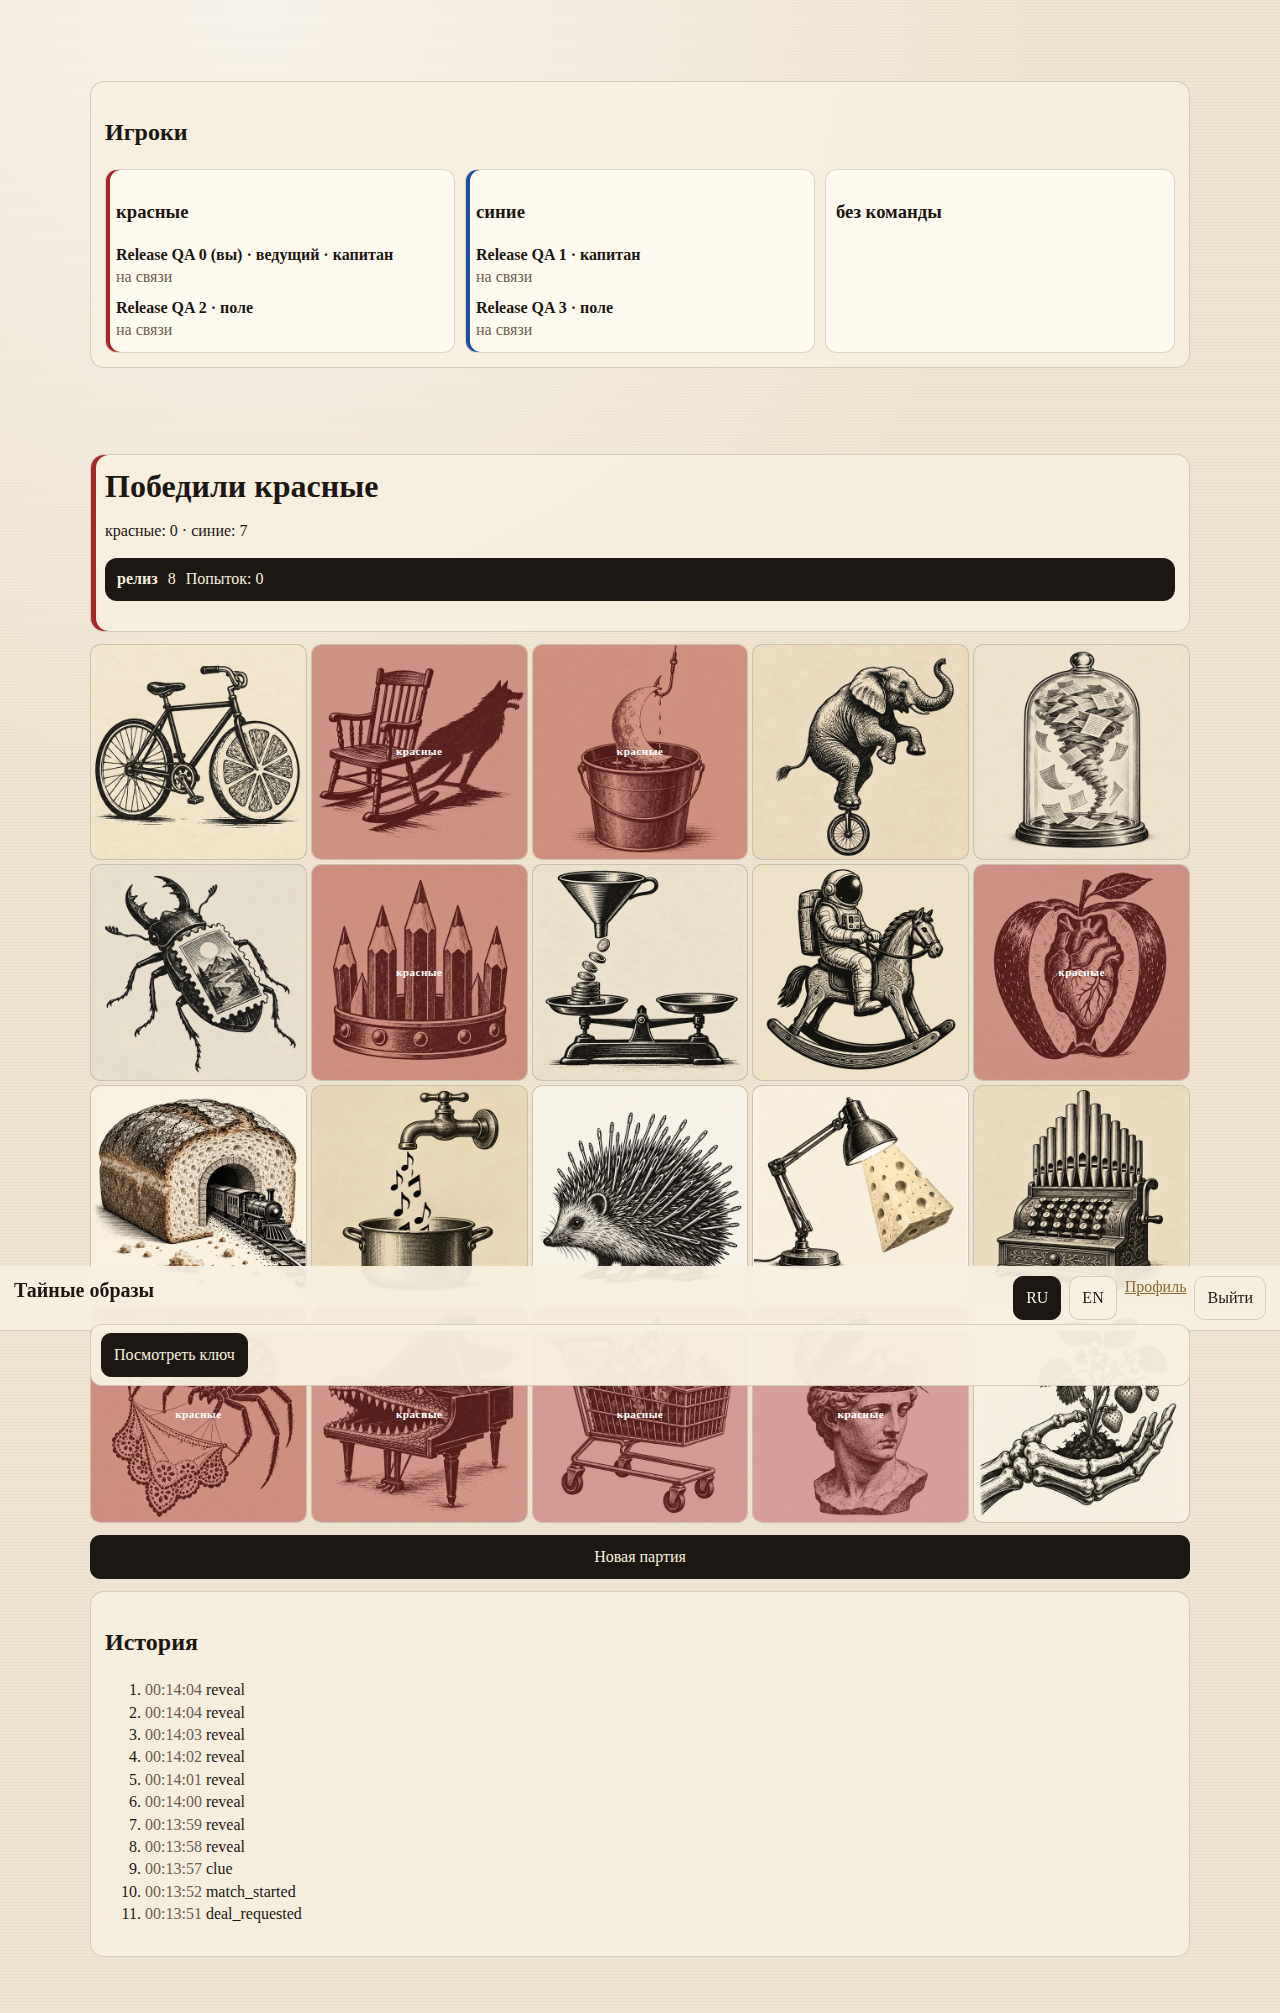 Игроки
красные
Release QA 0 (вы) · ведущий · капитан
на связи
Release QA 2 · поле
на связи
синие
Release QA 1 · капитан
на связи
Release QA 3 · поле
на связи
без команды
Победили красные
красные: 0 · синие: 7
релиз 8 Попыток: 0
красные
красные
красные
красные
Тайные образы
RU
EN
Профиль
Выйти
Посмотреть ключ
красные
красные
красные
красные
Новая партия
История
1. 00:14:04 reveal
2. 00:14:04 reveal
3. 00:14:03 reveal
4. 00:14:02 reveal
5. 00:14:01 reveal
6. 00:14:00 reveal
7. 00:13:59 reveal
8. 00:13:58 reveal
9. 00:13:57 clue
10. 00:13:52 match_started
11. 00:13:51 deal_requested